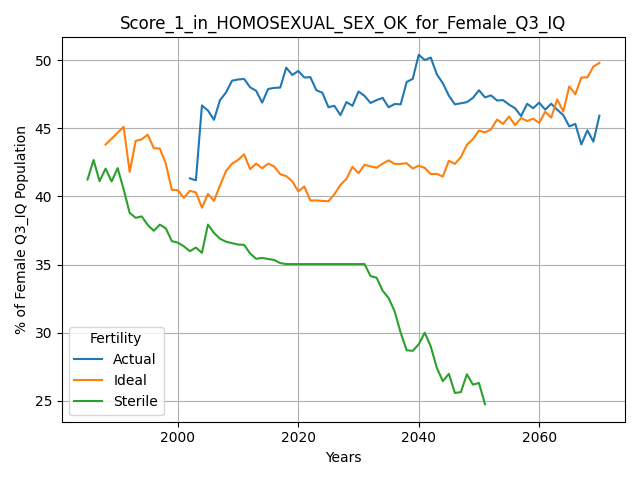 Score_1_in_HOMOSEXUAL_SEX_OK_for_Female_Q3_IQ
% of Female Q3_IQ Population
50
45
40
35
30
25
Fertility
Actual
Ideal
Sterile
2000
2020
2040
2060
Years